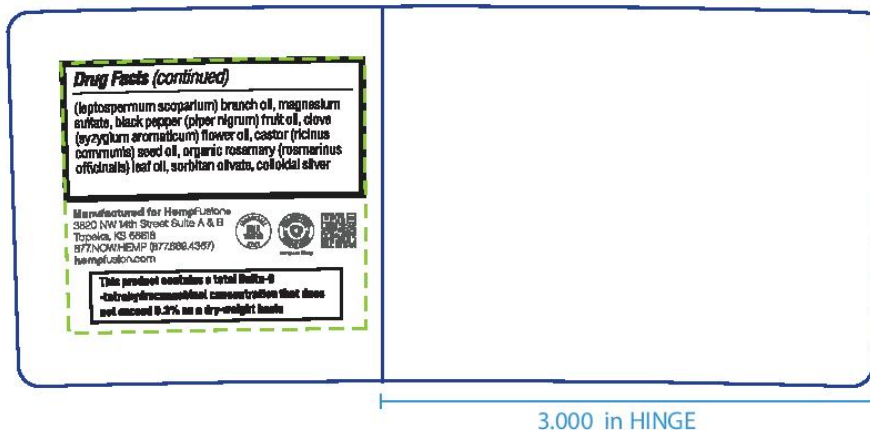 Drug Facts (continued)
(leptospermum scoparium) branch oil, magnesium
sulfate, black pepper (piper nigrum) fruit oil, clove
(syzygium aromaticum) flower oil, castor (ricinus
communis) seed oil, organic rosemary (rosmarinus
officinalis) leaf oil, sorbitan olivate, colloidal silver
Manufactured for HempFusion®
3820 NW 14th Street Suite A & B
Topeka, KS 66618
877.NOW.HEMP (877.669.4367)
hempfusion.com
This product contains a total Delta-9
-tetrahydrocannabinol concentration that does
not exceed 0.3% on a dry-weight basis
3.000 in HINGE